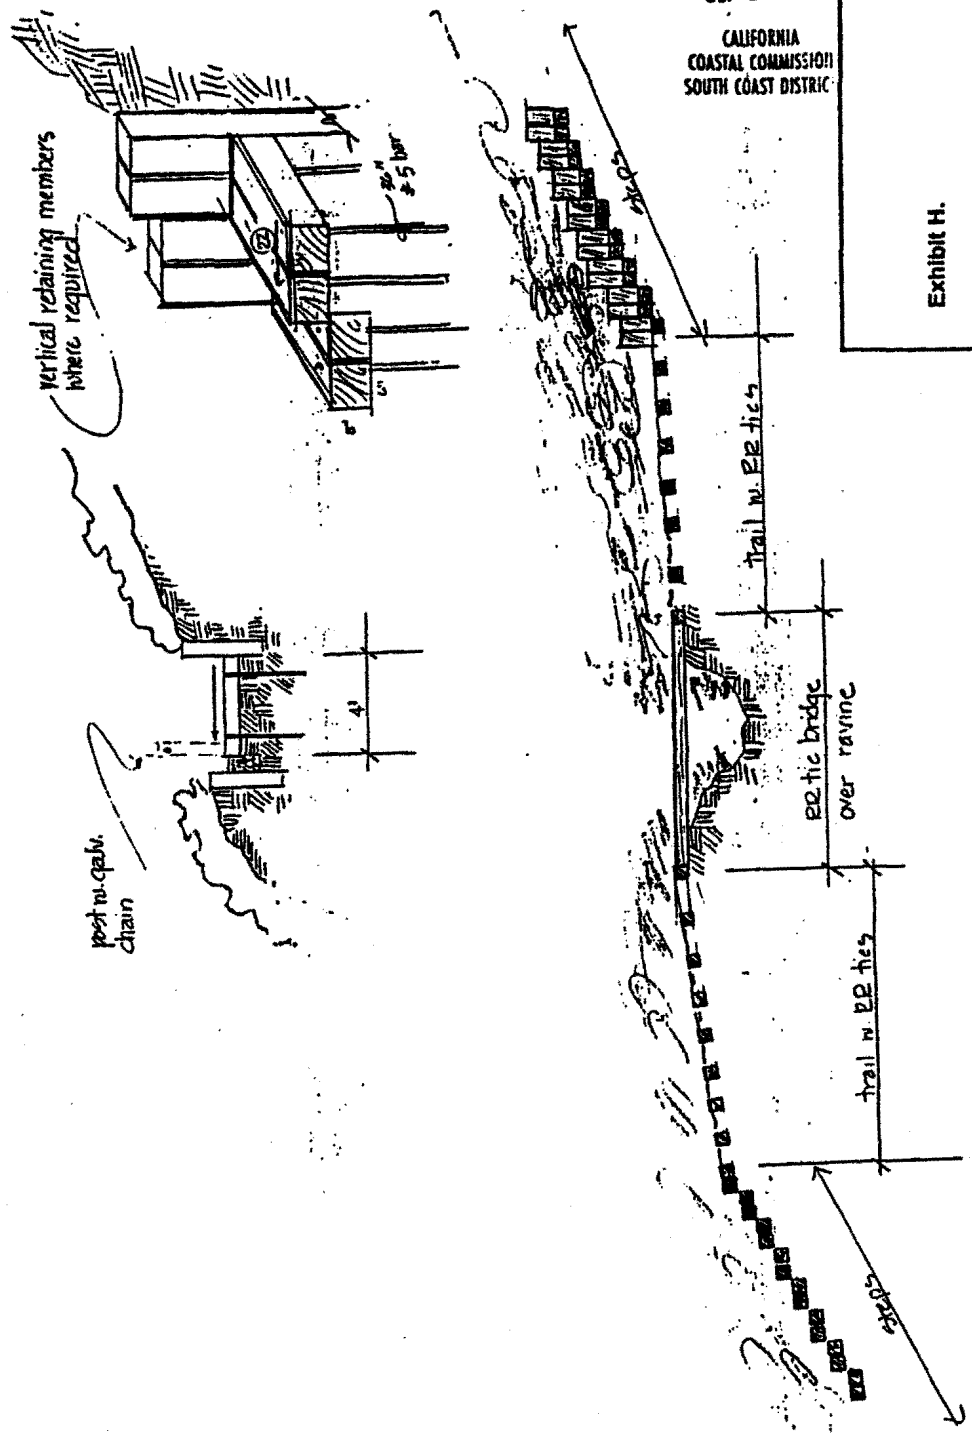 CALIFORNIA
COASTAL COMMISSION
SOUTH COAST DISTRIC
Exhibit H.
vertical retaining members
where required
#5 bar
post w. galv.
chain
4'
steps
trail w. RR ties
RR tie bridge
over ravine
trail w. RR ties
steps